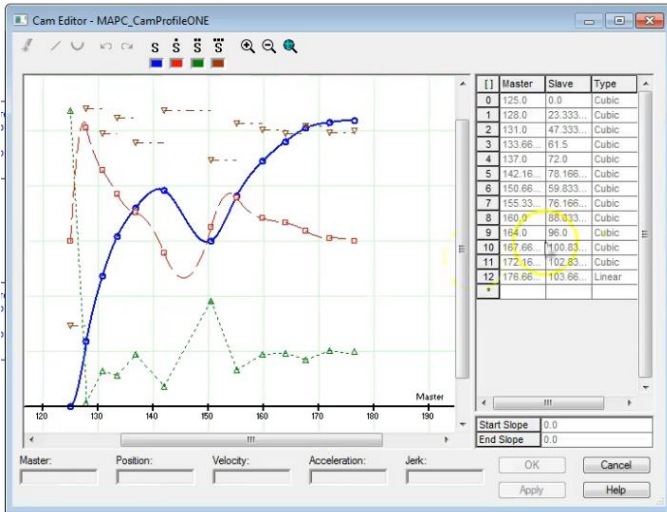 Cam Editor - MAPC_CamProfileONE
S S S S
[] Master Slave Type
0 125.0 0.0 Cubic
1 128.0 23.333... Cubic
2 131.0 47.333... Cubic
3 133.66... 61.5 Cubic
4 137.0 72.0 Cubic
5 142.16... 78.166... Cubic
6 150.66... 59.833... Cubic
7 155.33... 76.166... Cubic
8 160.0 88.833... Cubic
9 164.0 96.0 Cubic
10 167.66... 100.83... Cubic
11 172.16... 102.83... Cubic
12 176.66... 103.66... Linear
*
Master
120 130 140 150 160 170 180 190
Start Slope 0.0
End Slope 0.0
Master: Position: Velocity: Acceleration: Jerk:
OK Cancel
Apply Help